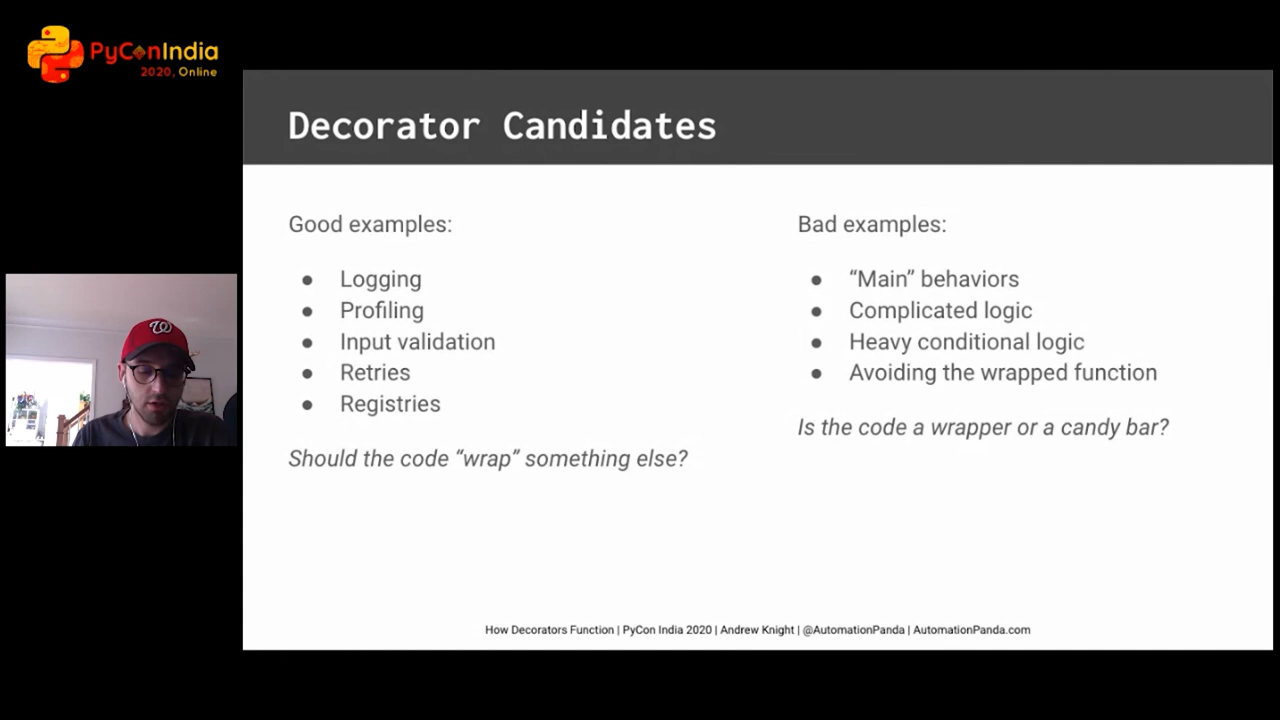 PyConIndia
2020, Online
Decorator Candidates
Good examples:
● Logging
● Profiling
● Input validation
● Retries
● Registries
Should the code “wrap” something else?
Bad examples:
● “Main” behaviors
● Complicated logic
● Heavy conditional logic
● Avoiding the wrapped function
Is the code a wrapper or a candy bar?
W
How Decorators Function | PyCon India 2020 | Andrew Knight | @AutomationPanda | AutomationPanda.com